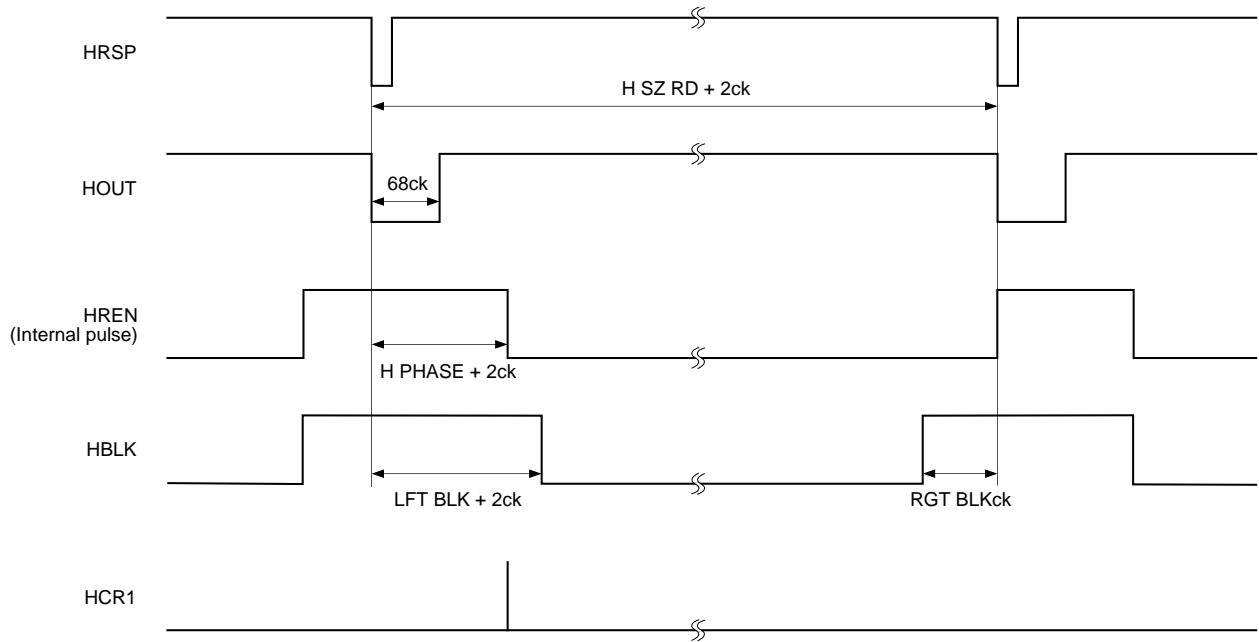 HRSP
H SZ RD + 2ck
HOUT
68ck
HREN
(Internal pulse)
H PHASE + 2ck
HBLK
LFT BLK + 2ck
RGT BLKck
HCR1